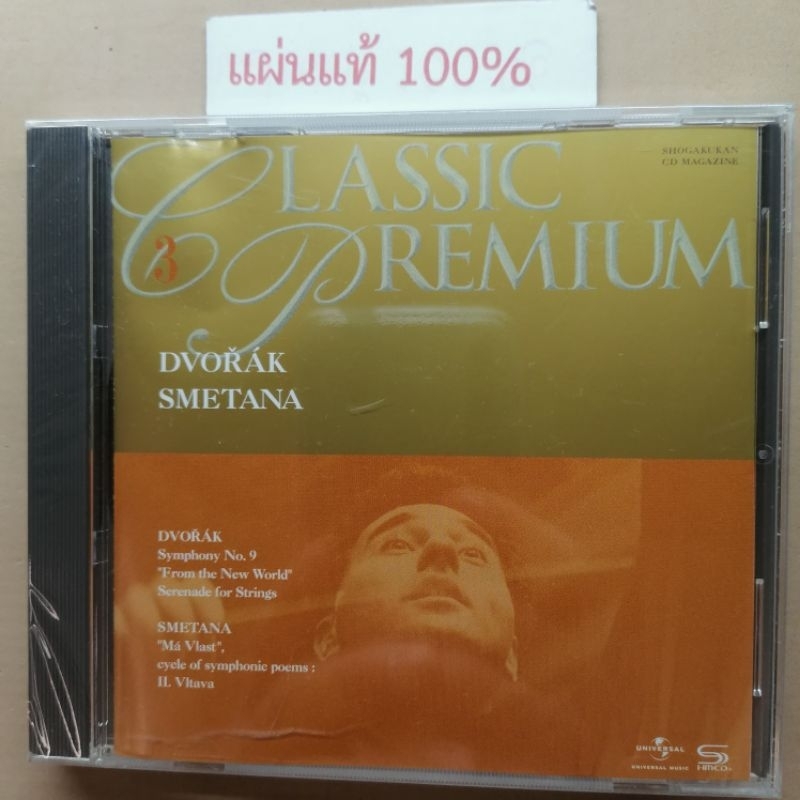 แผ่นแท้ 100%
CLASSIC
PREMIUM
3
SHOGAKUKAN
CD MAGAZINE
DVOŘÁK
SMETANA
DVOŘÁK
Symphony No. 9
"From the New World"
Serenade for Strings
SMETANA
"Má Vlast",
cycle of symphonic poems :
II. Vltava
UNIVERSAL
UNIVERSAL MUSIC
SHM-CD